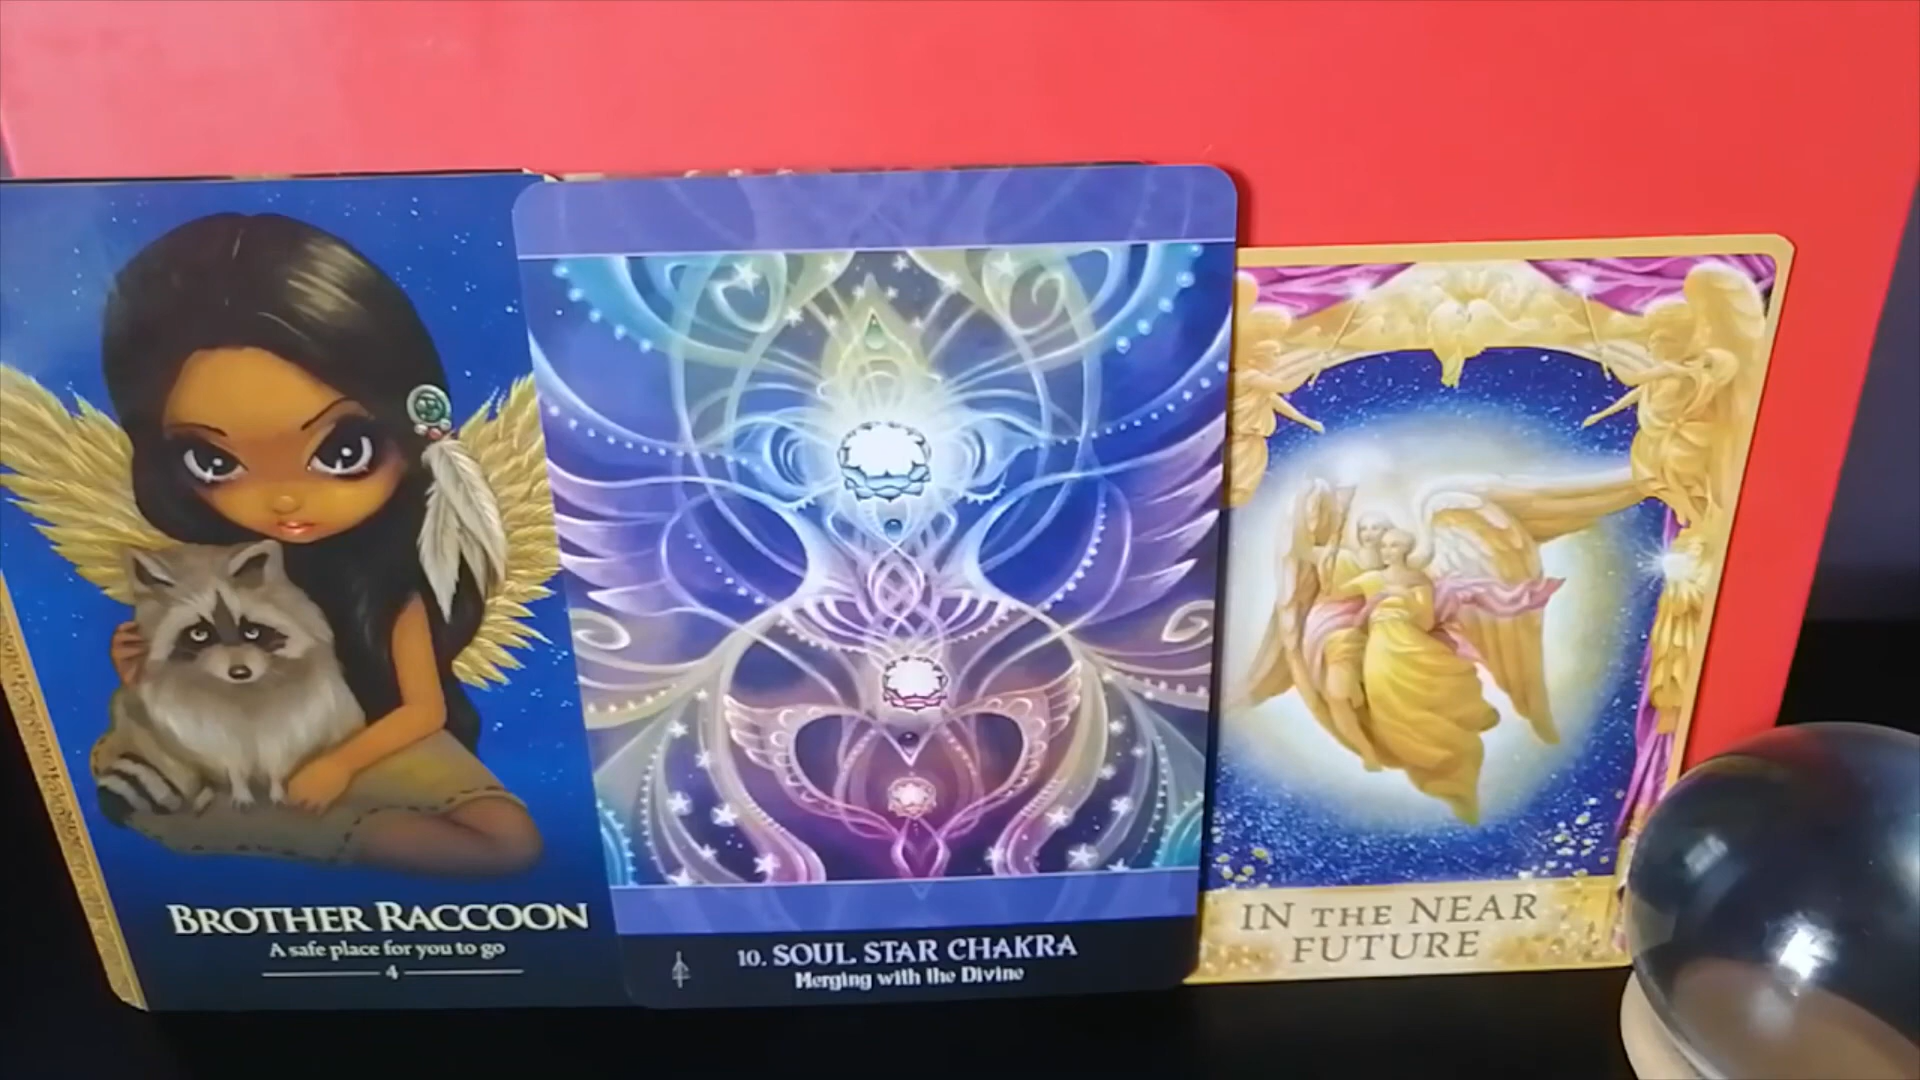 BROTHER RACCOON
A safe place for you to go
4
10. SOUL STAR CHAKRA
Merging with the Divine
IN THE NEAR
FUTURE